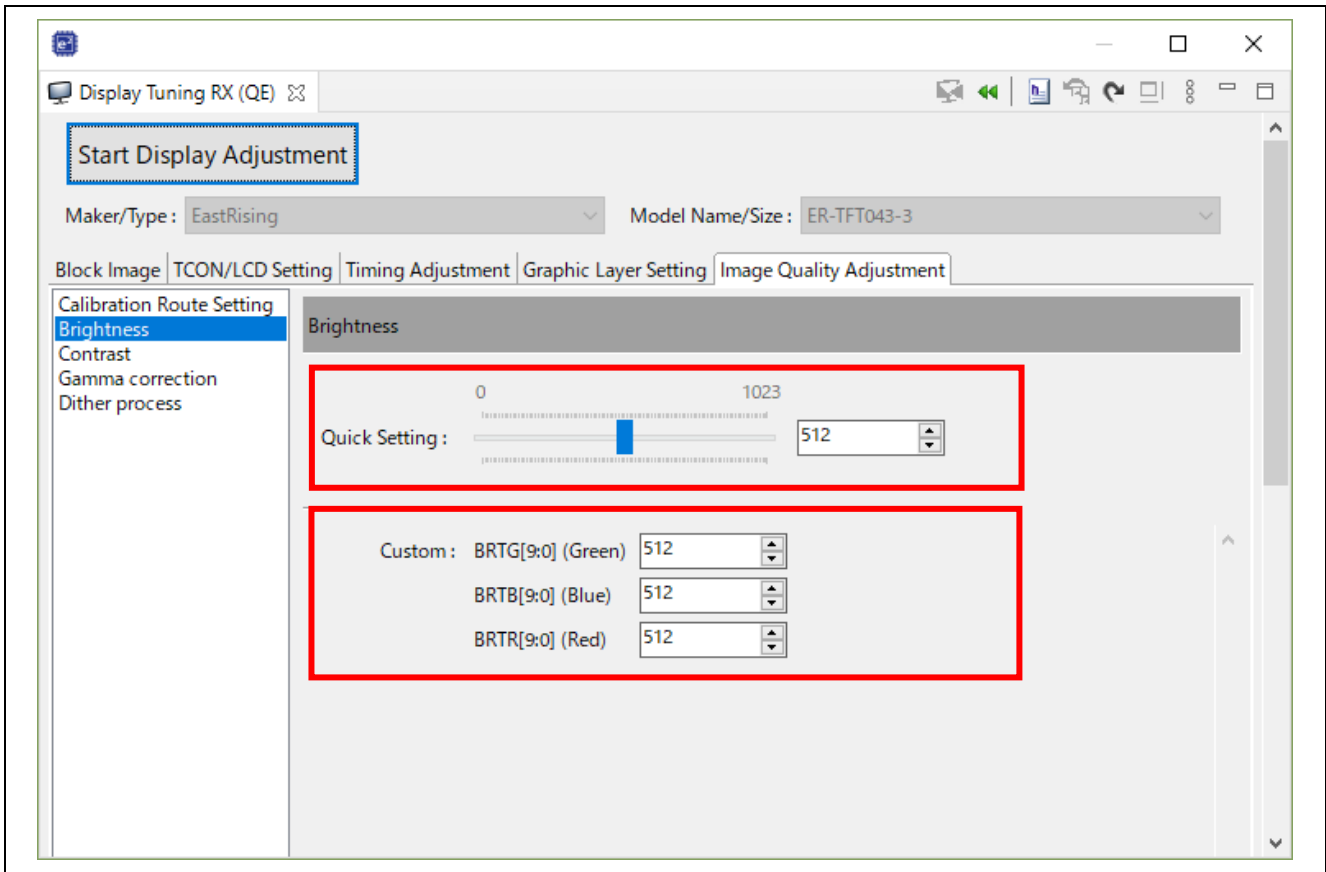 Display Tuning RX (QE)
Start Display Adjustment
Maker/Type : EastRising Model Name/Size : ER-TFT043-3
Block Image TCON/LCD Setting Timing Adjustment Graphic Layer Setting Image Quality Adjustment
Calibration Route Setting
Brightness
Contrast
Gamma correction
Dither process
Brightness
0 1023
Quick Setting : 512
Custom : BRTG[9:0] (Green) 512
BRTB[9:0] (Blue) 512
BRTR[9:0] (Red) 512